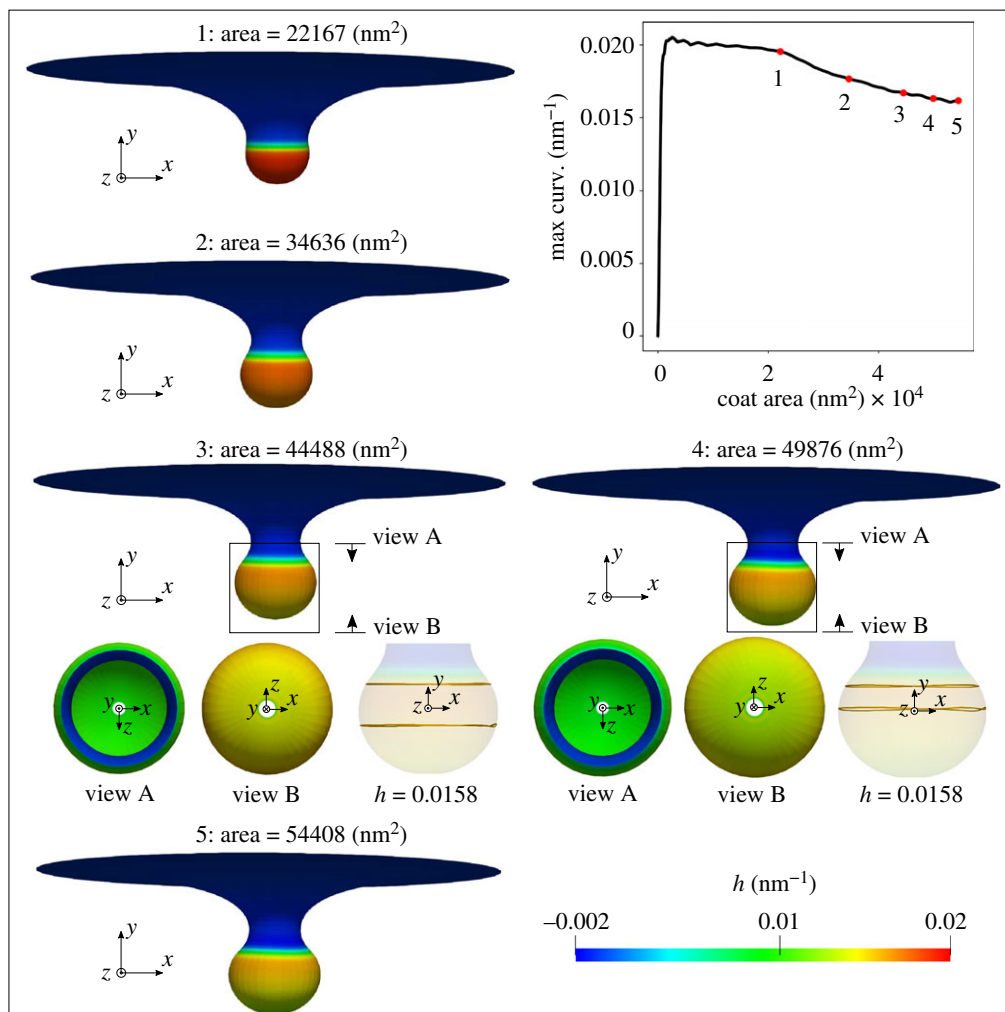 1: area = 22167 (nm²)
y
z
x
2: area = 34636 (nm²)
y
z
x
max curv. (nm⁻¹)
0.020
0.015
0.010
0.005
0
1
2
3
4
5
0
2
4
coat area (nm²) × 10⁴
3: area = 44488 (nm²)
view A
y
z
x
view B
y
x
z
z
y
x
y
z
x
view A
view B
h = 0.0158
4: area = 49876 (nm²)
view A
y
z
x
view B
y
x
z
z
y
x
y
z
x
view A
view B
h = 0.0158
5: area = 54408 (nm²)
y
z
x
h (nm⁻¹)
–0.002
0.01
0.02